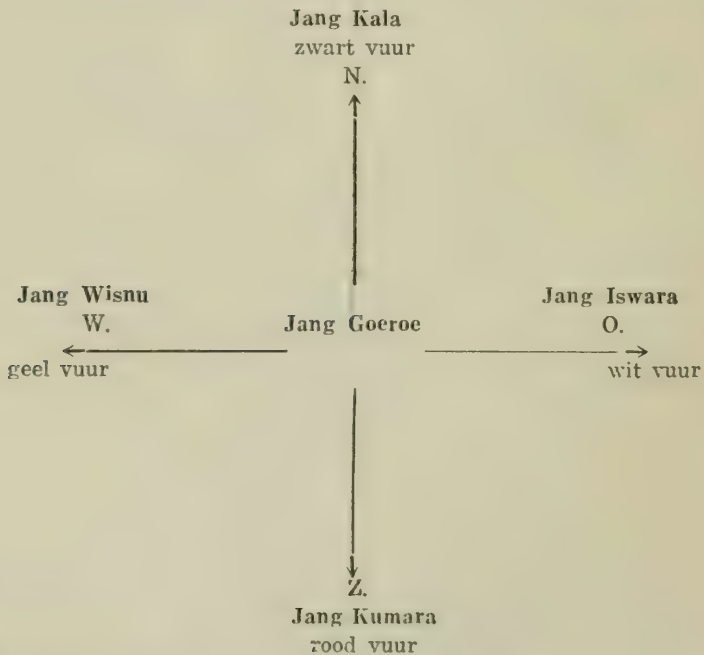 Jang Kala
zwart vuur
N.
Jang Wisnu
W.
geel vuur
Jang Goeroe
Jang Iswara
O.
wit vuur
Z.
Jang Kumara
rood vuur